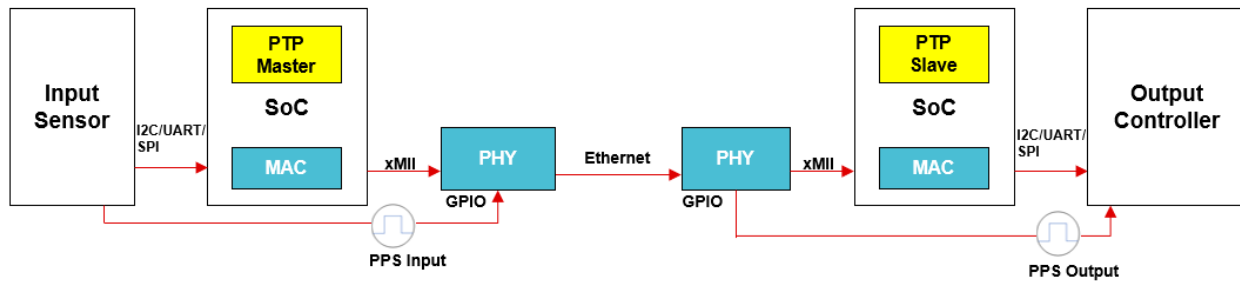 Input
Sensor
I2C/UART/
SPI
PTP
Master
SoC
MAC
xMII
PHY
GPIO
PPS Input
Ethernet
PHY
GPIO
xMII
PTP
Slave
SoC
MAC
I2C/UART/
SPI
Output
Controller
PPS Output